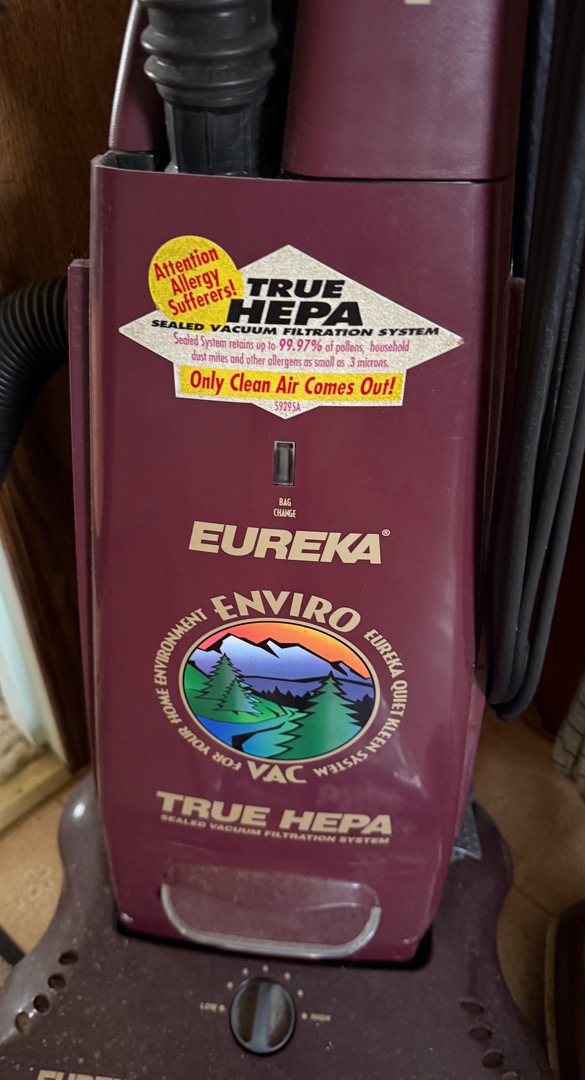 Attention
Allergy
Sufferers!
TRUE
HEPA
SEALED VACUUM FILTRATION SYSTEM
Sealed System retains up to 99.97% of pollens, household
dust mites and other allergens as small as .3 microns.
Only Clean Air Comes Out!
59295A
BAG
CHANGE
EUREKA®
ENVIRO
VAC
FOR YOUR HOME ENVIRONMENT
EUREKA QUIET KLEEN SYSTEM
TRUE HEPA
SEALED VACUUM FILTRATION SYSTEM
LOW
HIGH